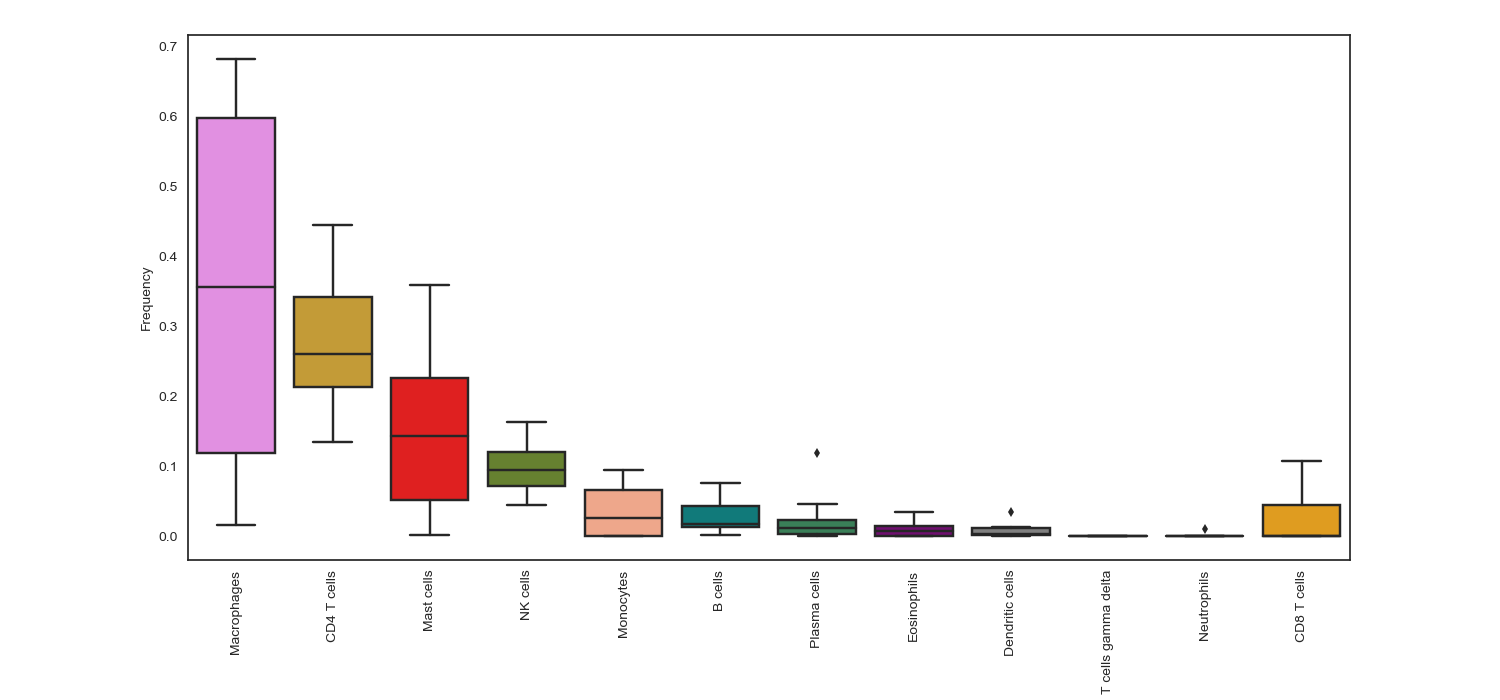 0.7
0.6
0.5
0.4
0.3
0.2
0.1
0.0
Frequency
Macrophages
CD4 T cells
Mast cells
NK cells
Monocytes
B cells
Plasma cells
Eosinophils
Dendritic cells
T cells gamma delta
Neutrophils
CD8 T cells